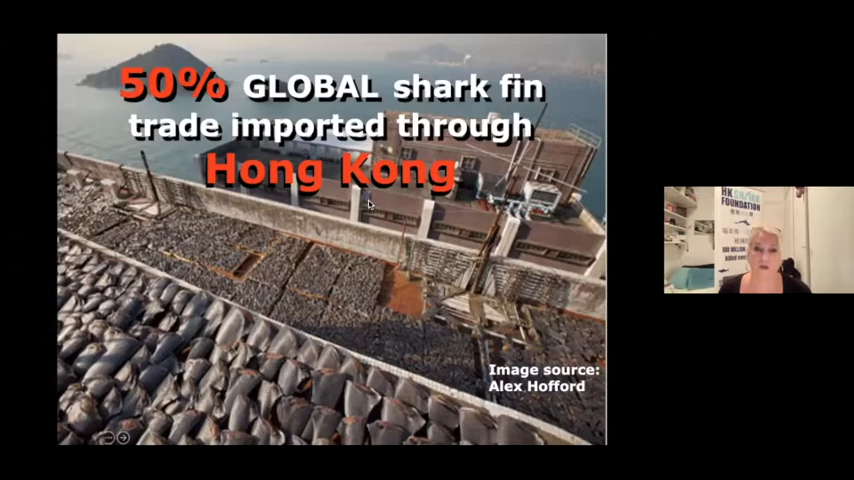 50% GLOBAL shark fin
trade imported through
Hong Kong
Image source:
Alex Hofford
HK SHARK
FOUNDATION